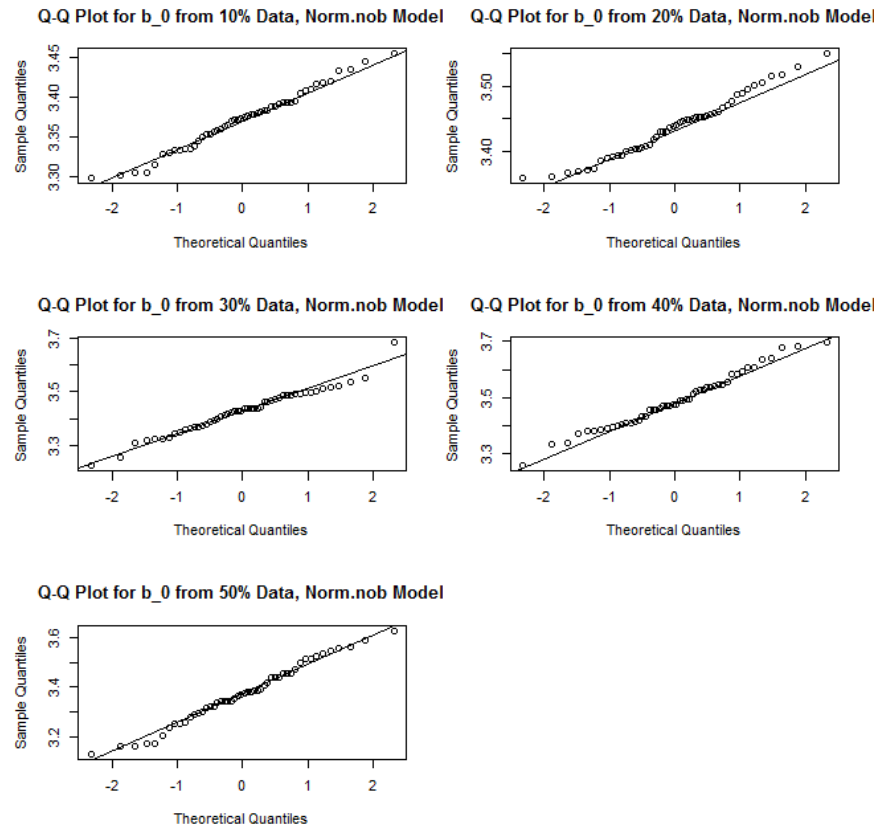 Q-Q Plot for b_0 from 10% Data, Norm.nob Model
Sample Quantiles
3.45
3.40
3.35
3.30
-2 -1 0 1 2
Theoretical Quantiles
Q-Q Plot for b_0 from 20% Data, Norm.nob Model
Sample Quantiles
3.50
3.40
-2 -1 0 1 2
Theoretical Quantiles
Q-Q Plot for b_0 from 30% Data, Norm.nob Model
Sample Quantiles
3.7
3.5
3.3
-2 -1 0 1 2
Theoretical Quantiles
Q-Q Plot for b_0 from 40% Data, Norm.nob Model
Sample Quantiles
3.7
3.5
3.3
-2 -1 0 1 2
Theoretical Quantiles
Q-Q Plot for b_0 from 50% Data, Norm.nob Model
Sample Quantiles
3.6
3.4
3.2
-2 -1 0 1 2
Theoretical Quantiles